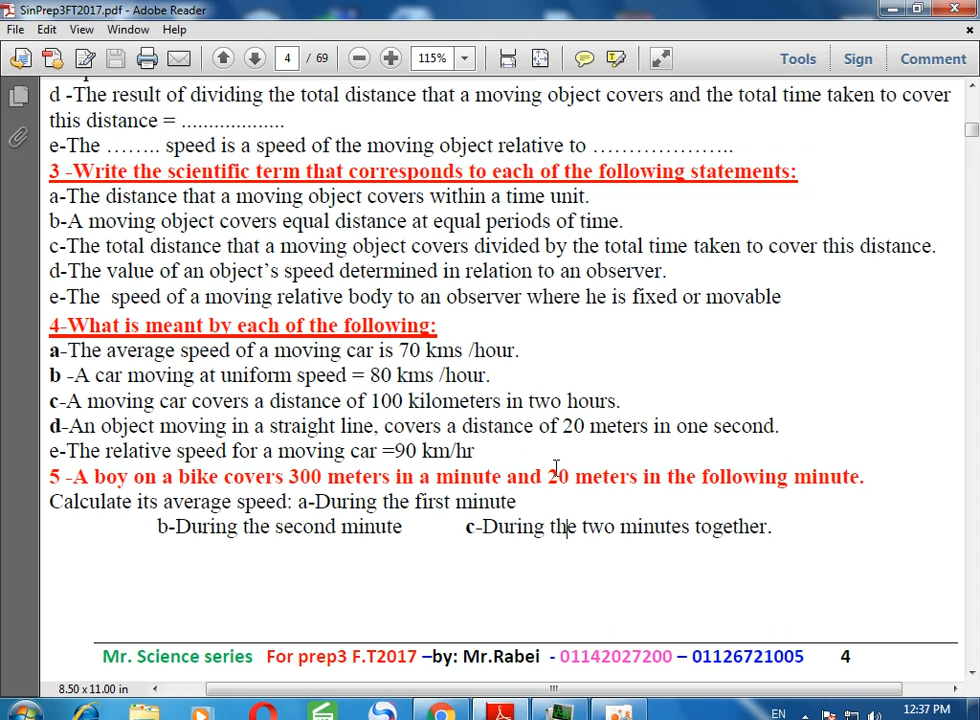 SinPrep3FT2017.pdf - Adobe Reader
File Edit View Window Help
4 / 69 115% Tools Sign Comment
d -The result of dividing the total distance that a moving object covers and the total time taken to cover
this distance = ...................
e-The …….. speed is a speed of the moving object relative to ………………..
3 -Write the scientific term that corresponds to each of the following statements:
a-The distance that a moving object covers within a time unit.
b-A moving object covers equal distance at equal periods of time.
c-The total distance that a moving object covers divided by the total time taken to cover this distance.
d-The value of an object's speed determined in relation to an observer.
e-The speed of a moving relative body to an observer where he is fixed or movable
4-What is meant by each of the following:
a-The average speed of a moving car is 70 kms /hour.
b -A car moving at uniform speed = 80 kms /hour.
c-A moving car covers a distance of 100 kilometers in two hours.
d-An object moving in a straight line, covers a distance of 20 meters in one second.
e-The relative speed for a moving car =90 km/hr
5 -A boy on a bike covers 300 meters in a minute and 20 meters in the following minute.
Calculate its average speed: a-During the first minute
b-During the second minute c-During the two minutes together.
Mr. Science series For prep3 F.T2017 –by: Mr.Rabei - 01142027200 – 01126721005 4
8.50 x 11.00 in
EN 12:37 PM